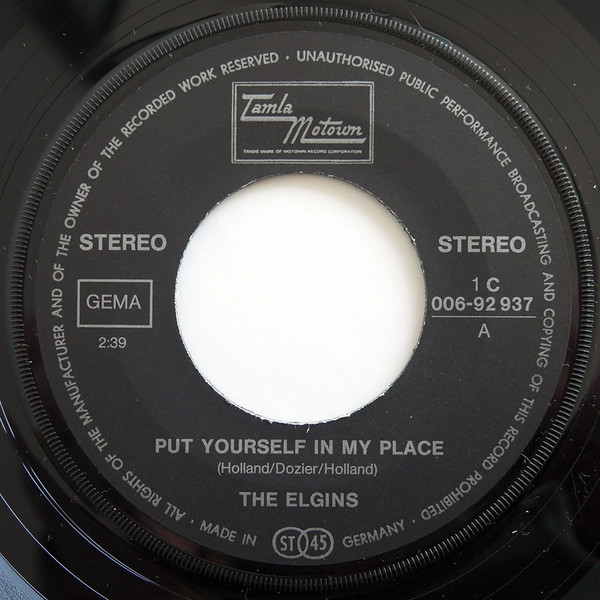 ALL RIGHTS OF THE MANUFACTURER AND OF THE OWNER OF THE RECORDED WORK RESERVED · UNAUTHORISED PUBLIC PERFORMANCE BROADCASTING AND COPYING OF THIS RECORD PROHIBITED ·
Tamla
Motown
TRADE MARK OF MOTOWN RECORD CORPORATION
STEREO
STEREO
GEMA
2:39
1 C
006-92 937
A
PUT YOURSELF IN MY PLACE
(Holland/Dozier/Holland)
THE ELGINS
MADE IN ST 45 GERMANY ·